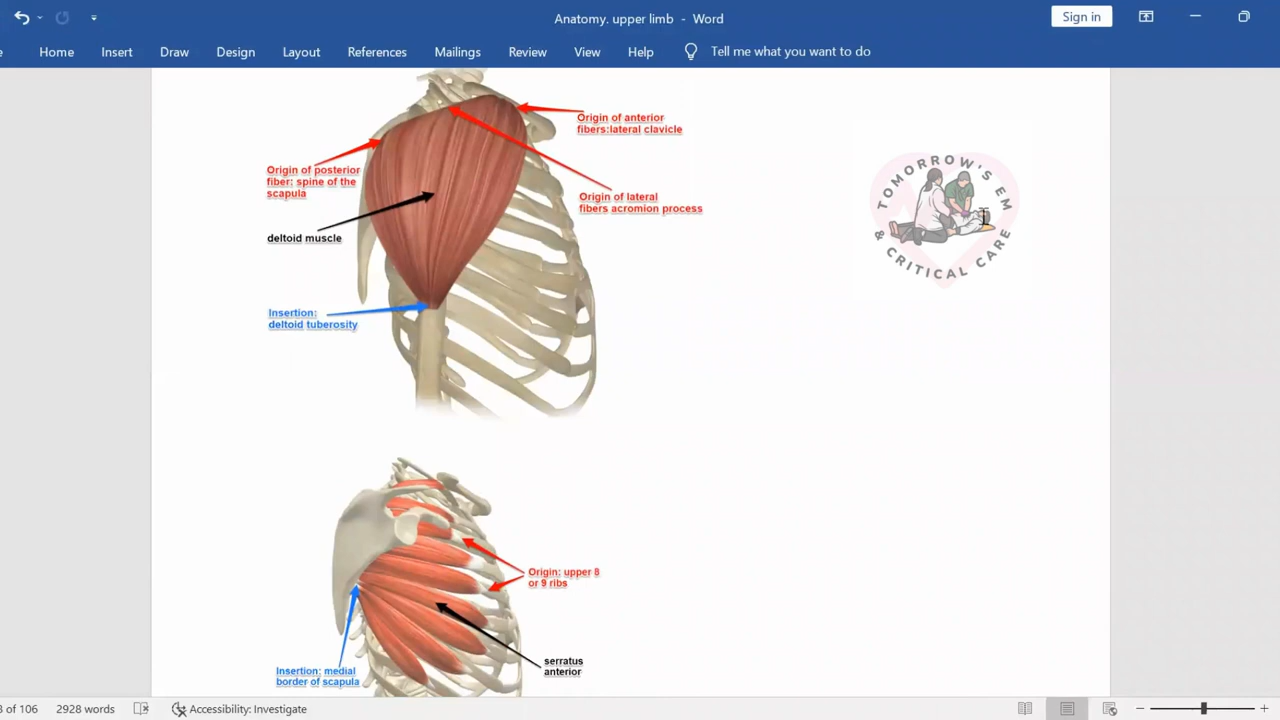 Anatomy. upper limb - Word
Sign in
Home Insert Draw Design Layout References Mailings Review View Help Tell me what you want to do
Origin of anterior
fibers:lateral clavicle
Origin of posterior
fiber: spine of the
scapula
Origin of lateral
fibers acromion process
deltoid muscle
Insertion:
deltoid tuberosity
TOMORROW'S EM
& CRITICAL CARE
Origin: upper 8
or 9 ribs
serratus
anterior
Insertion: medial
border of scapula
of 106 2928 words Accessibility: Investigate